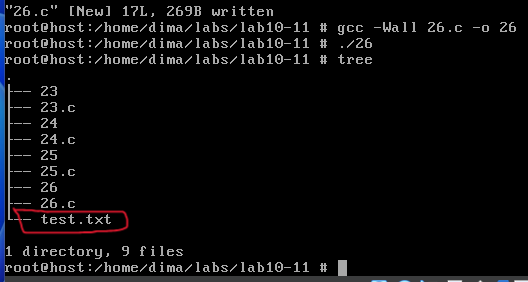 "26.c" [New] 17L, 269B written
root@host:/home/dima/labs/lab10-11 # gcc -Wall 26.c -o 26
root@host:/home/dima/labs/lab10-11 # ./26
root@host:/home/dima/labs/lab10-11 # tree
.
├── 23
├── 23.c
├── 24
├── 24.c
├── 25
├── 25.c
├── 26
├── 26.c
└── test.txt
1 directory, 9 files
root@host:/home/dima/labs/lab10-11 #